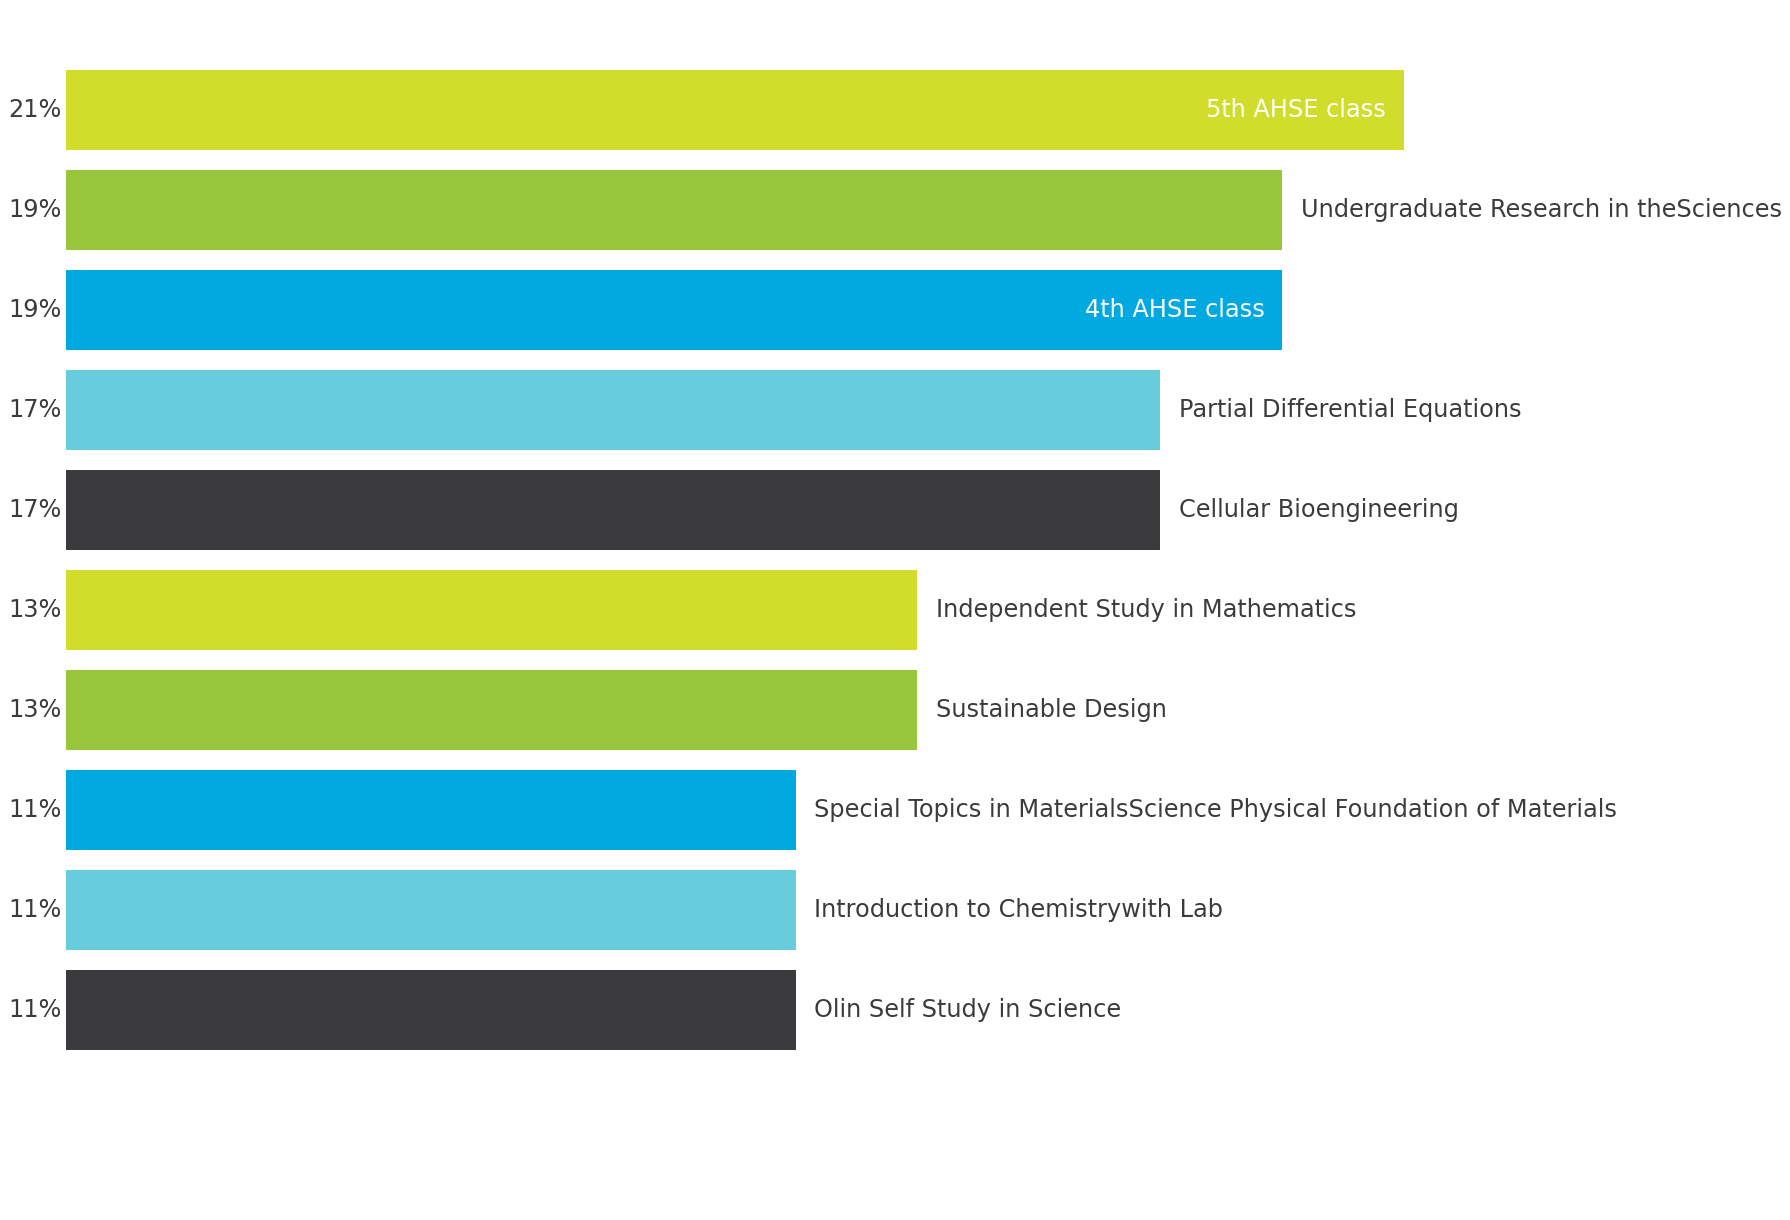 21% 5th AHSE class
19% Undergraduate Research in theSciences
19% 4th AHSE class
17% Partial Differential Equations
17% Cellular Bioengineering
13% Independent Study in Mathematics
13% Sustainable Design
11% Special Topics in MaterialsScience Physical Foundation of Materials
11% Introduction to Chemistrywith Lab
11% Olin Self Study in Science